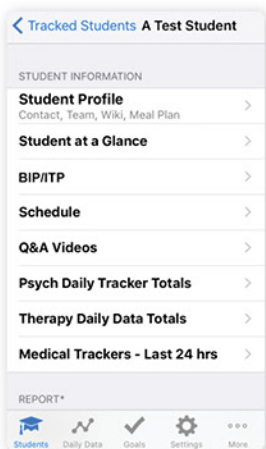 Tracked Students A Test Student
STUDENT INFORMATION
Student Profile
Contact, Team, Wiki, Meal Plan
Student at a Glance
BIP/ITP
Schedule
Q&A Videos
Psych Daily Tracker Totals
Therapy Daily Data Totals
Medical Trackers - Last 24 hrs
REPORT*
Students Daily Data Goals Settings More